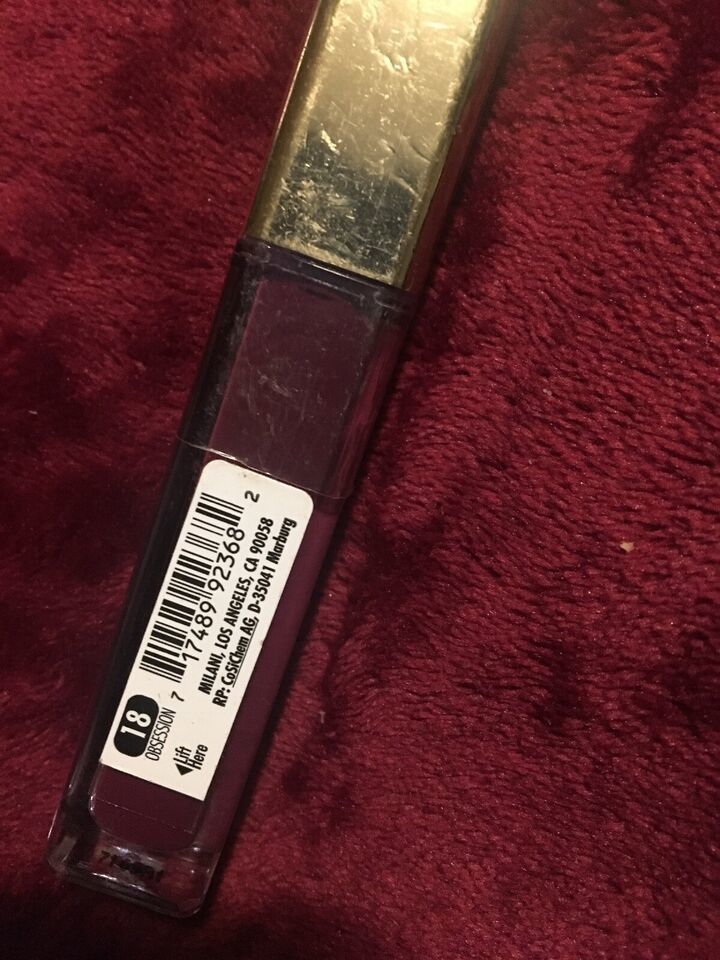 7 17489 92368 2
MILANI, LOS ANGELES, CA 90058
RP: CoSiChem AG, D-35041 Marburg
18
OBSESSION
◀Lift
Here